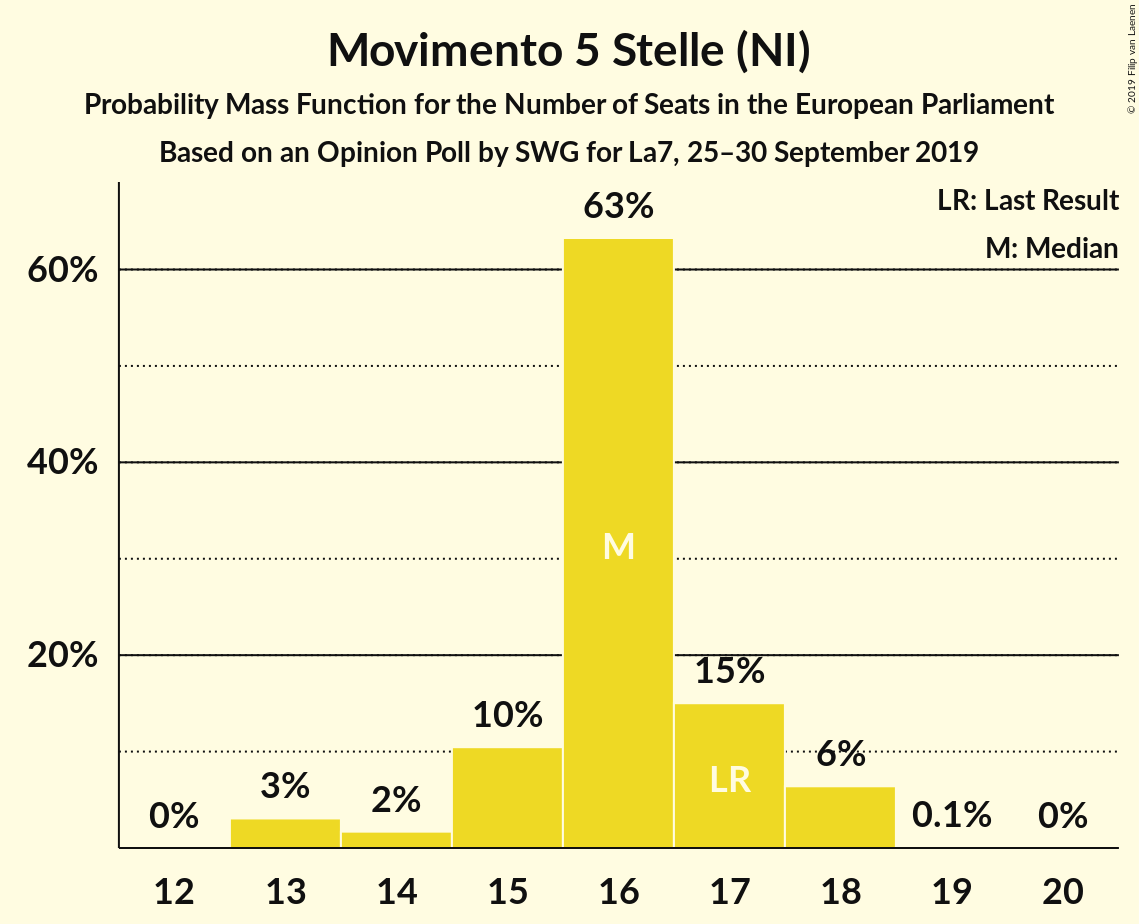 Movimento 5 Stelle (NI)
Probability Mass Function for the Number of Seats in the European Parliament
Based on an Opinion Poll by SWG for La7, 25–30 September 2019
© 2019 Filip van Laenen
LR: Last Result
M: Median
63%
60%
40%
M
20%
15%
10%
6%
LR
3%
2%
0%
0.1%
0%
12 13 14 15 16 17 18 19 20